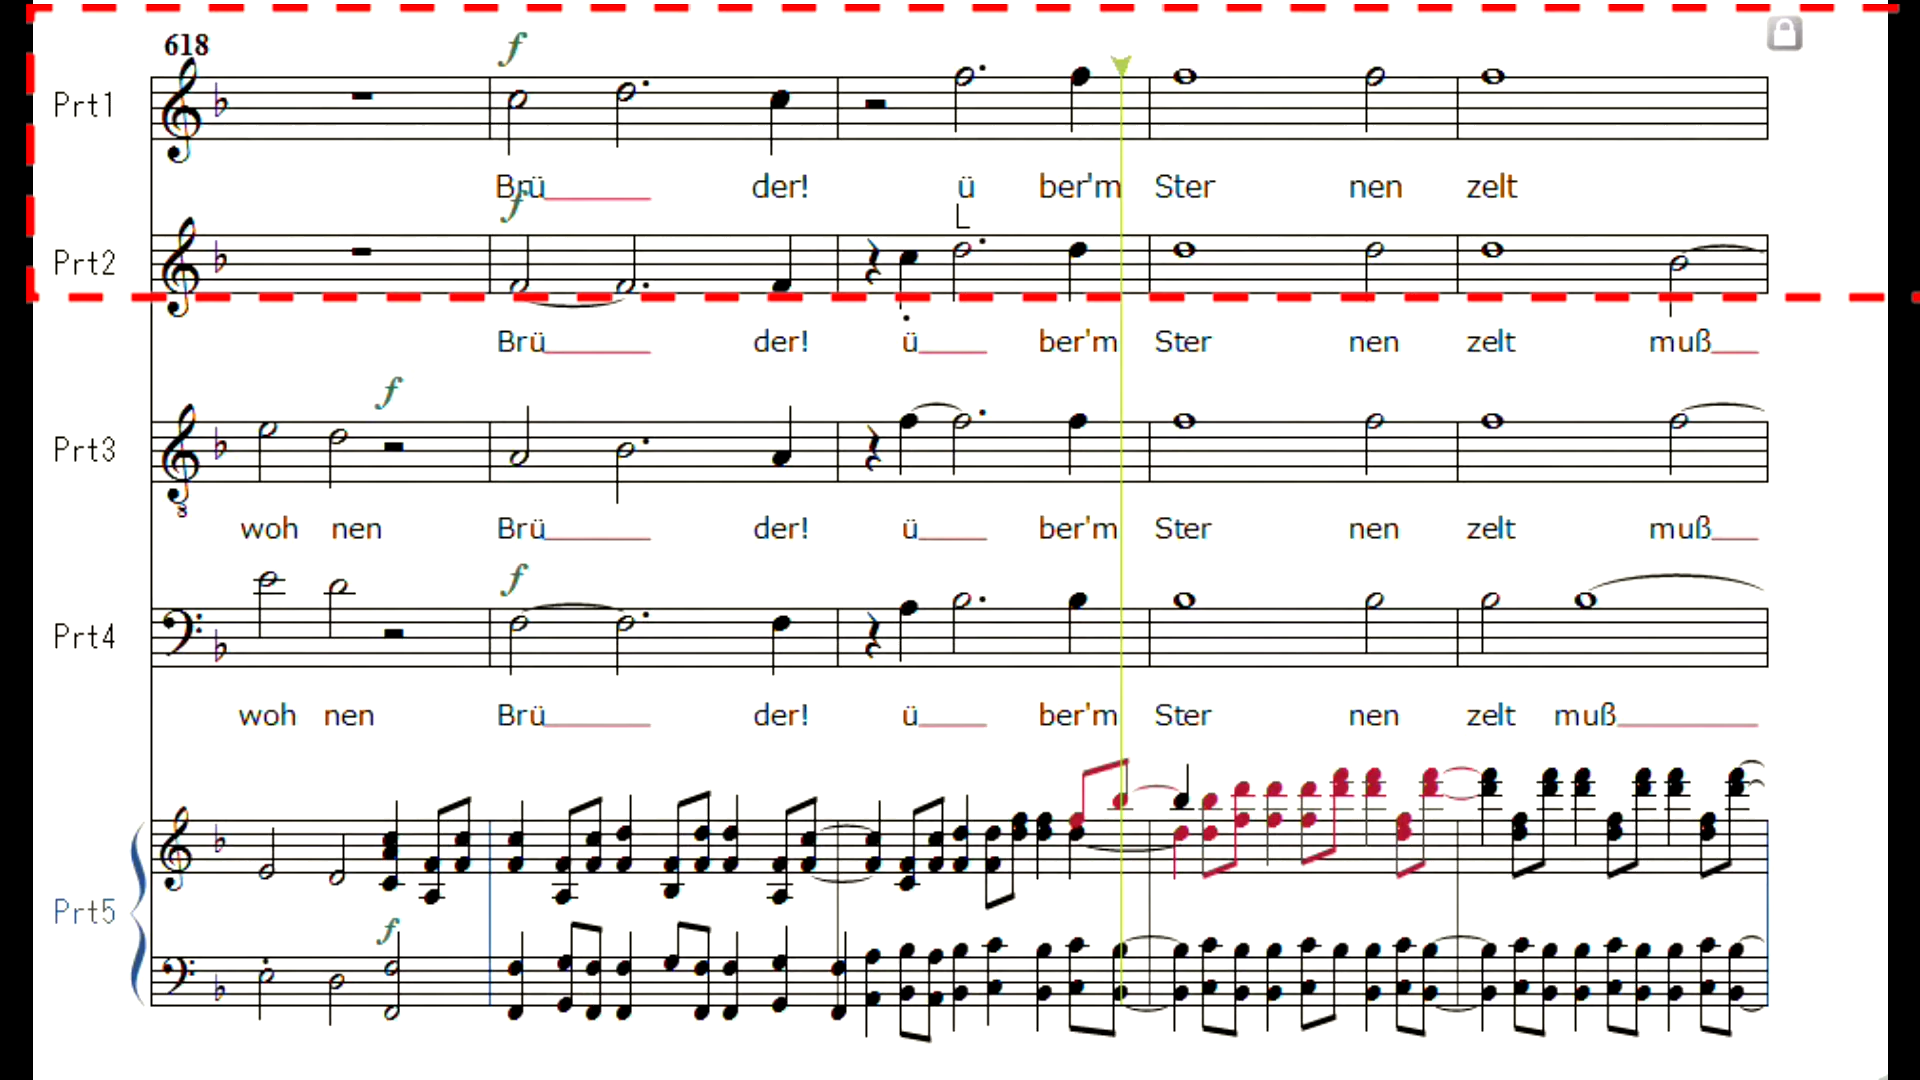 618
f
Prt1
Brü der! ü ber'm Ster nen zelt
f
L
Prt2
Brü der! ü ber'm Ster nen zelt muß
f
Prt3
8
woh nen Brü der! ü ber'm Ster nen zelt muß
f
Prt4
woh nen Brü der! ü ber'm Ster nen zelt muß
Prt5
f